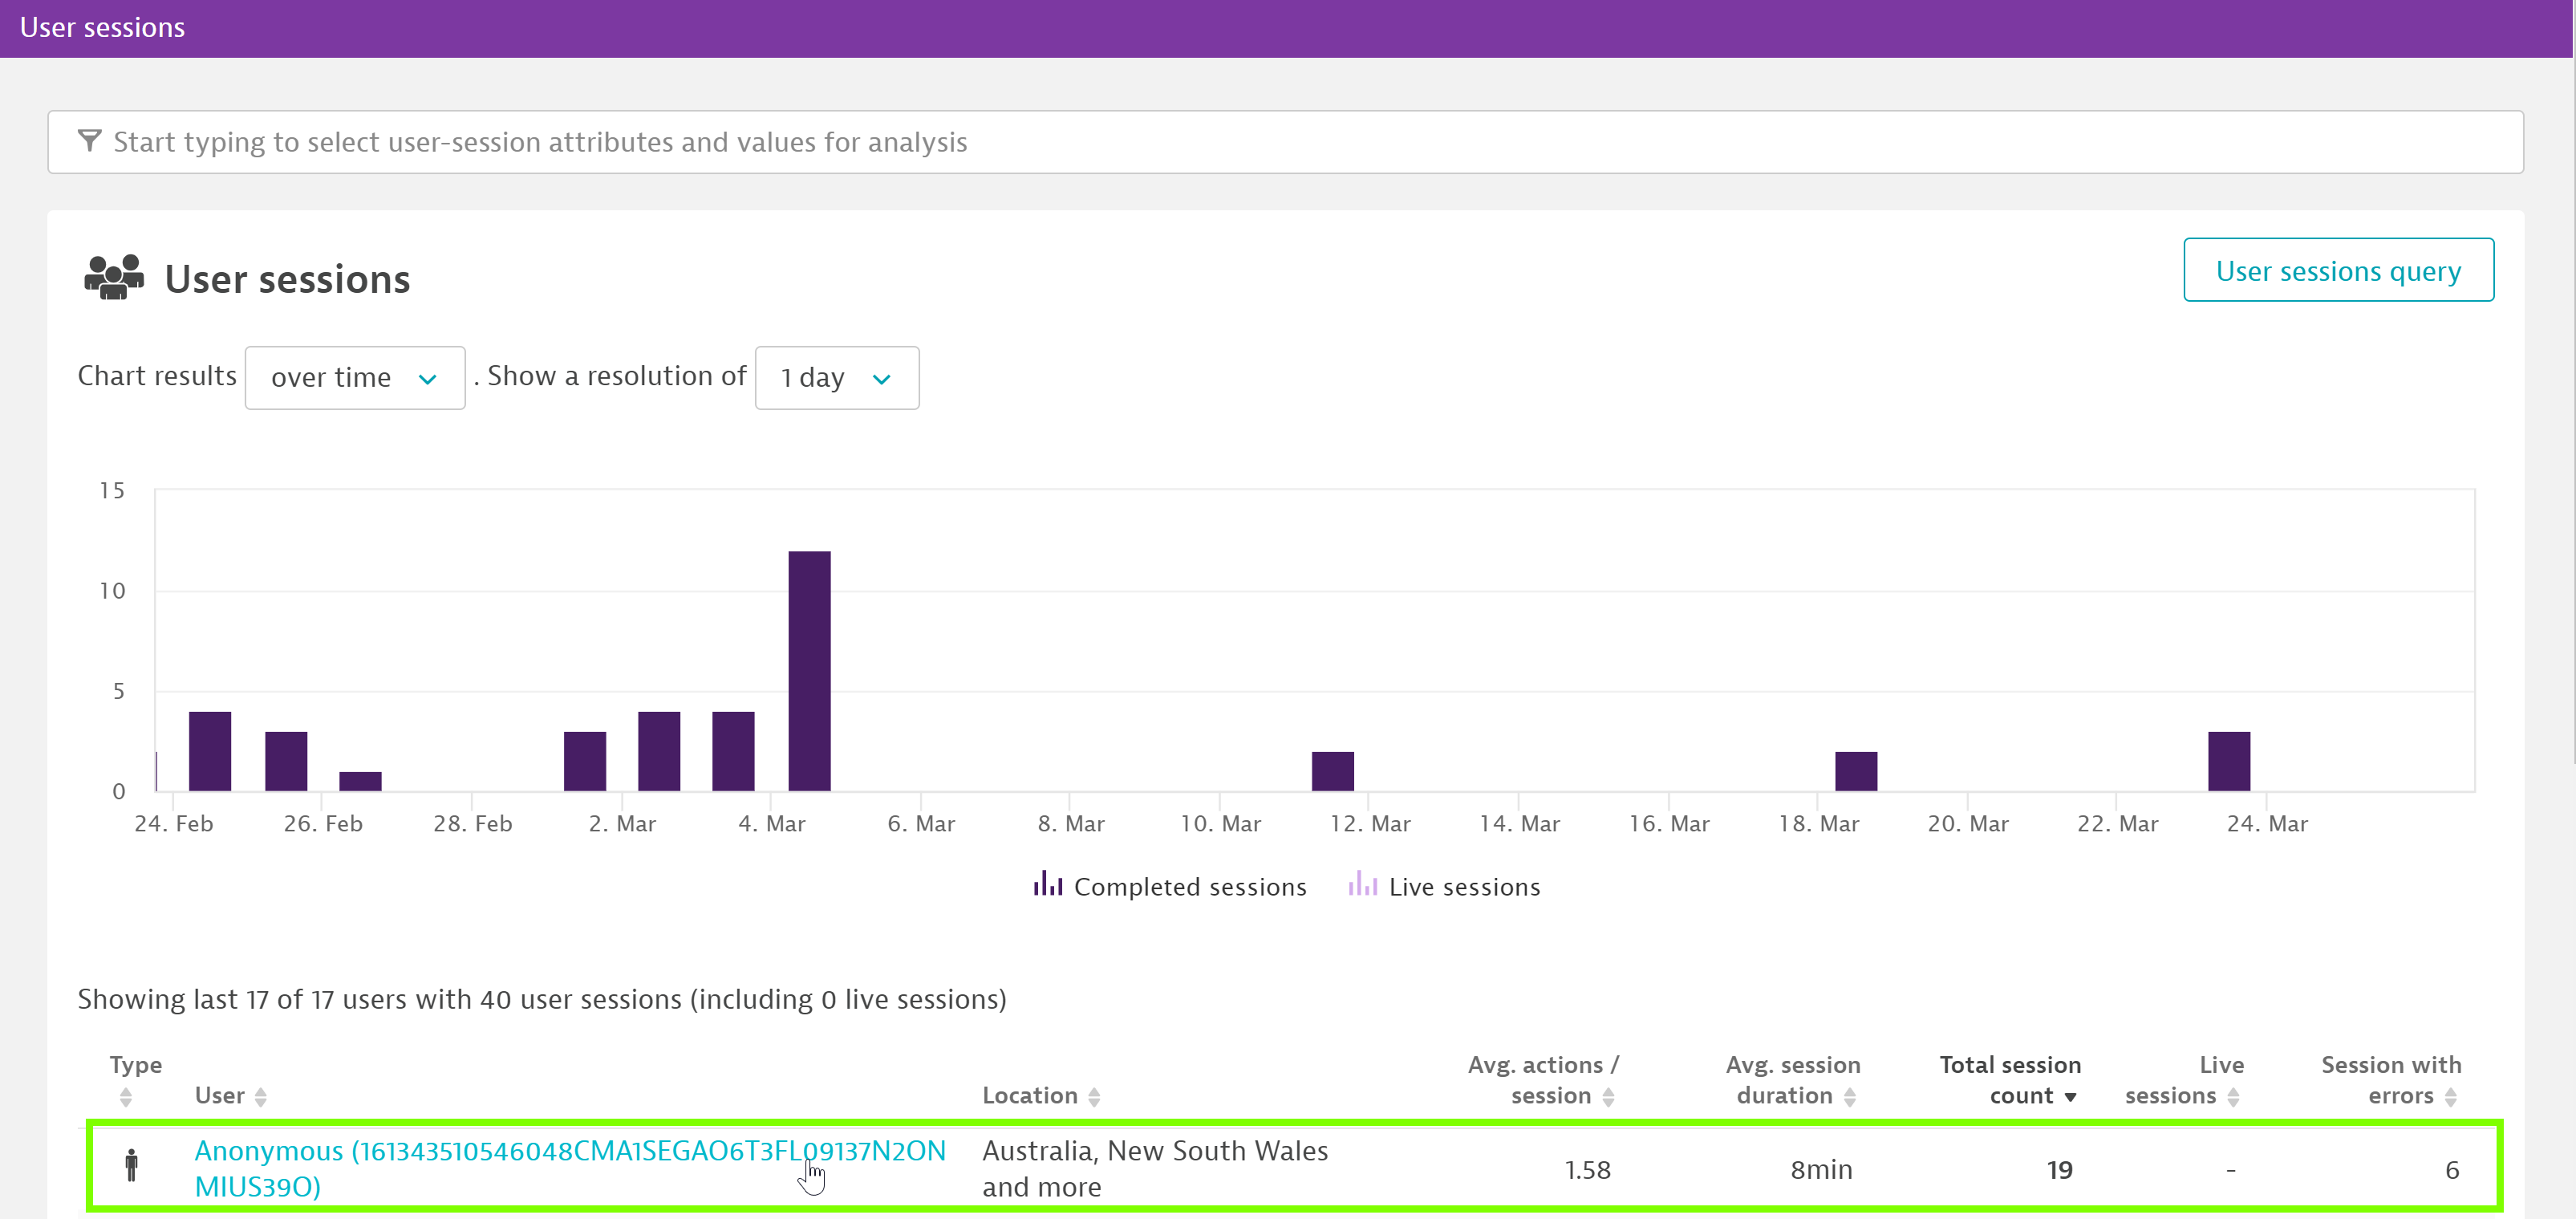 User sessions
Start typing to select user-session attributes and values for analysis
User sessions
User sessions query
Chart results over time . Show a resolution of 1 day
15
10
5
0
24. Feb 26. Feb 28. Feb 2. Mar 4. Mar 6. Mar 8. Mar 10. Mar 12. Mar 14. Mar 16. Mar 18. Mar 20. Mar 22. Mar 24. Mar
Completed sessions Live sessions
Showing last 17 of 17 users with 40 user sessions (including 0 live sessions)
Type Avg. actions / Avg. session Total session Live Session with
User Location session duration count sessions errors
Anonymous (161343510546048CMA1SEGAO6T3FL09137N2ON Australia, New South Wales 1.58 8min 19 - 6
MIUS39O) and more